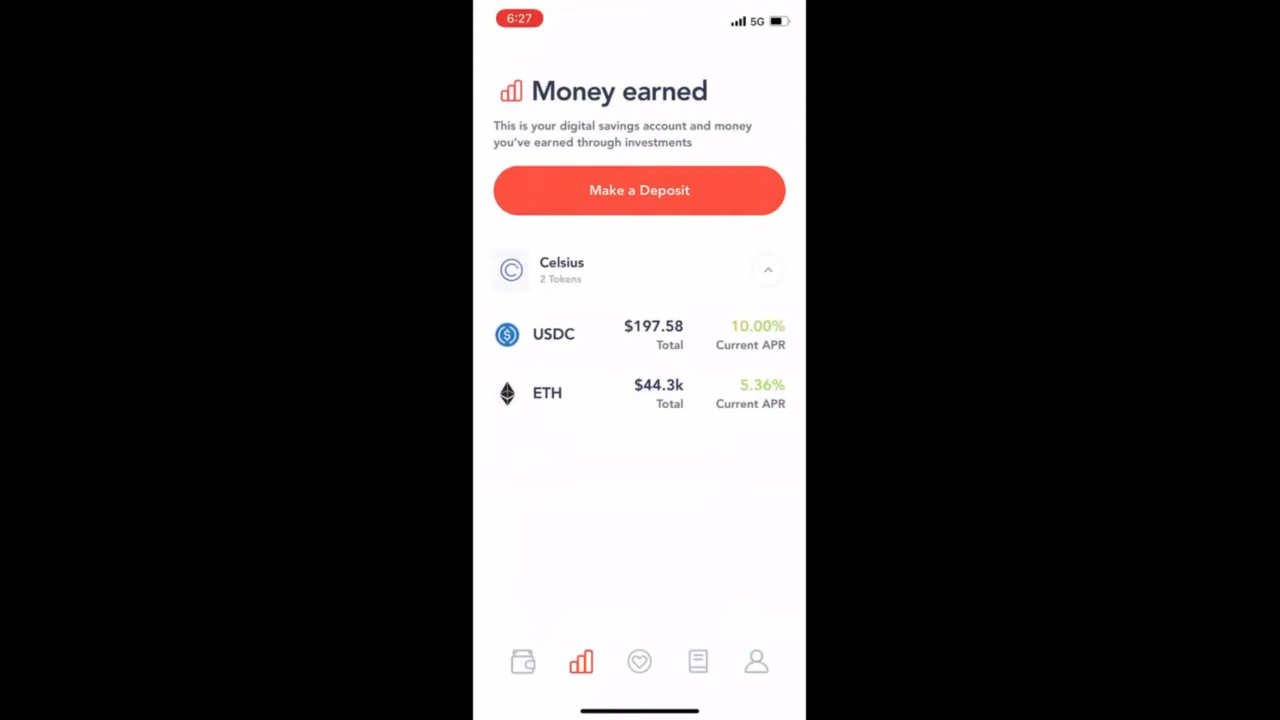 6:27
5G
Money earned
This is your digital savings account and money
you've earned through investments
Make a Deposit
Celsius
2 Tokens
USDC $197.58 10.00%
Total Current APR
ETH $44.3k 5.36%
Total Current APR